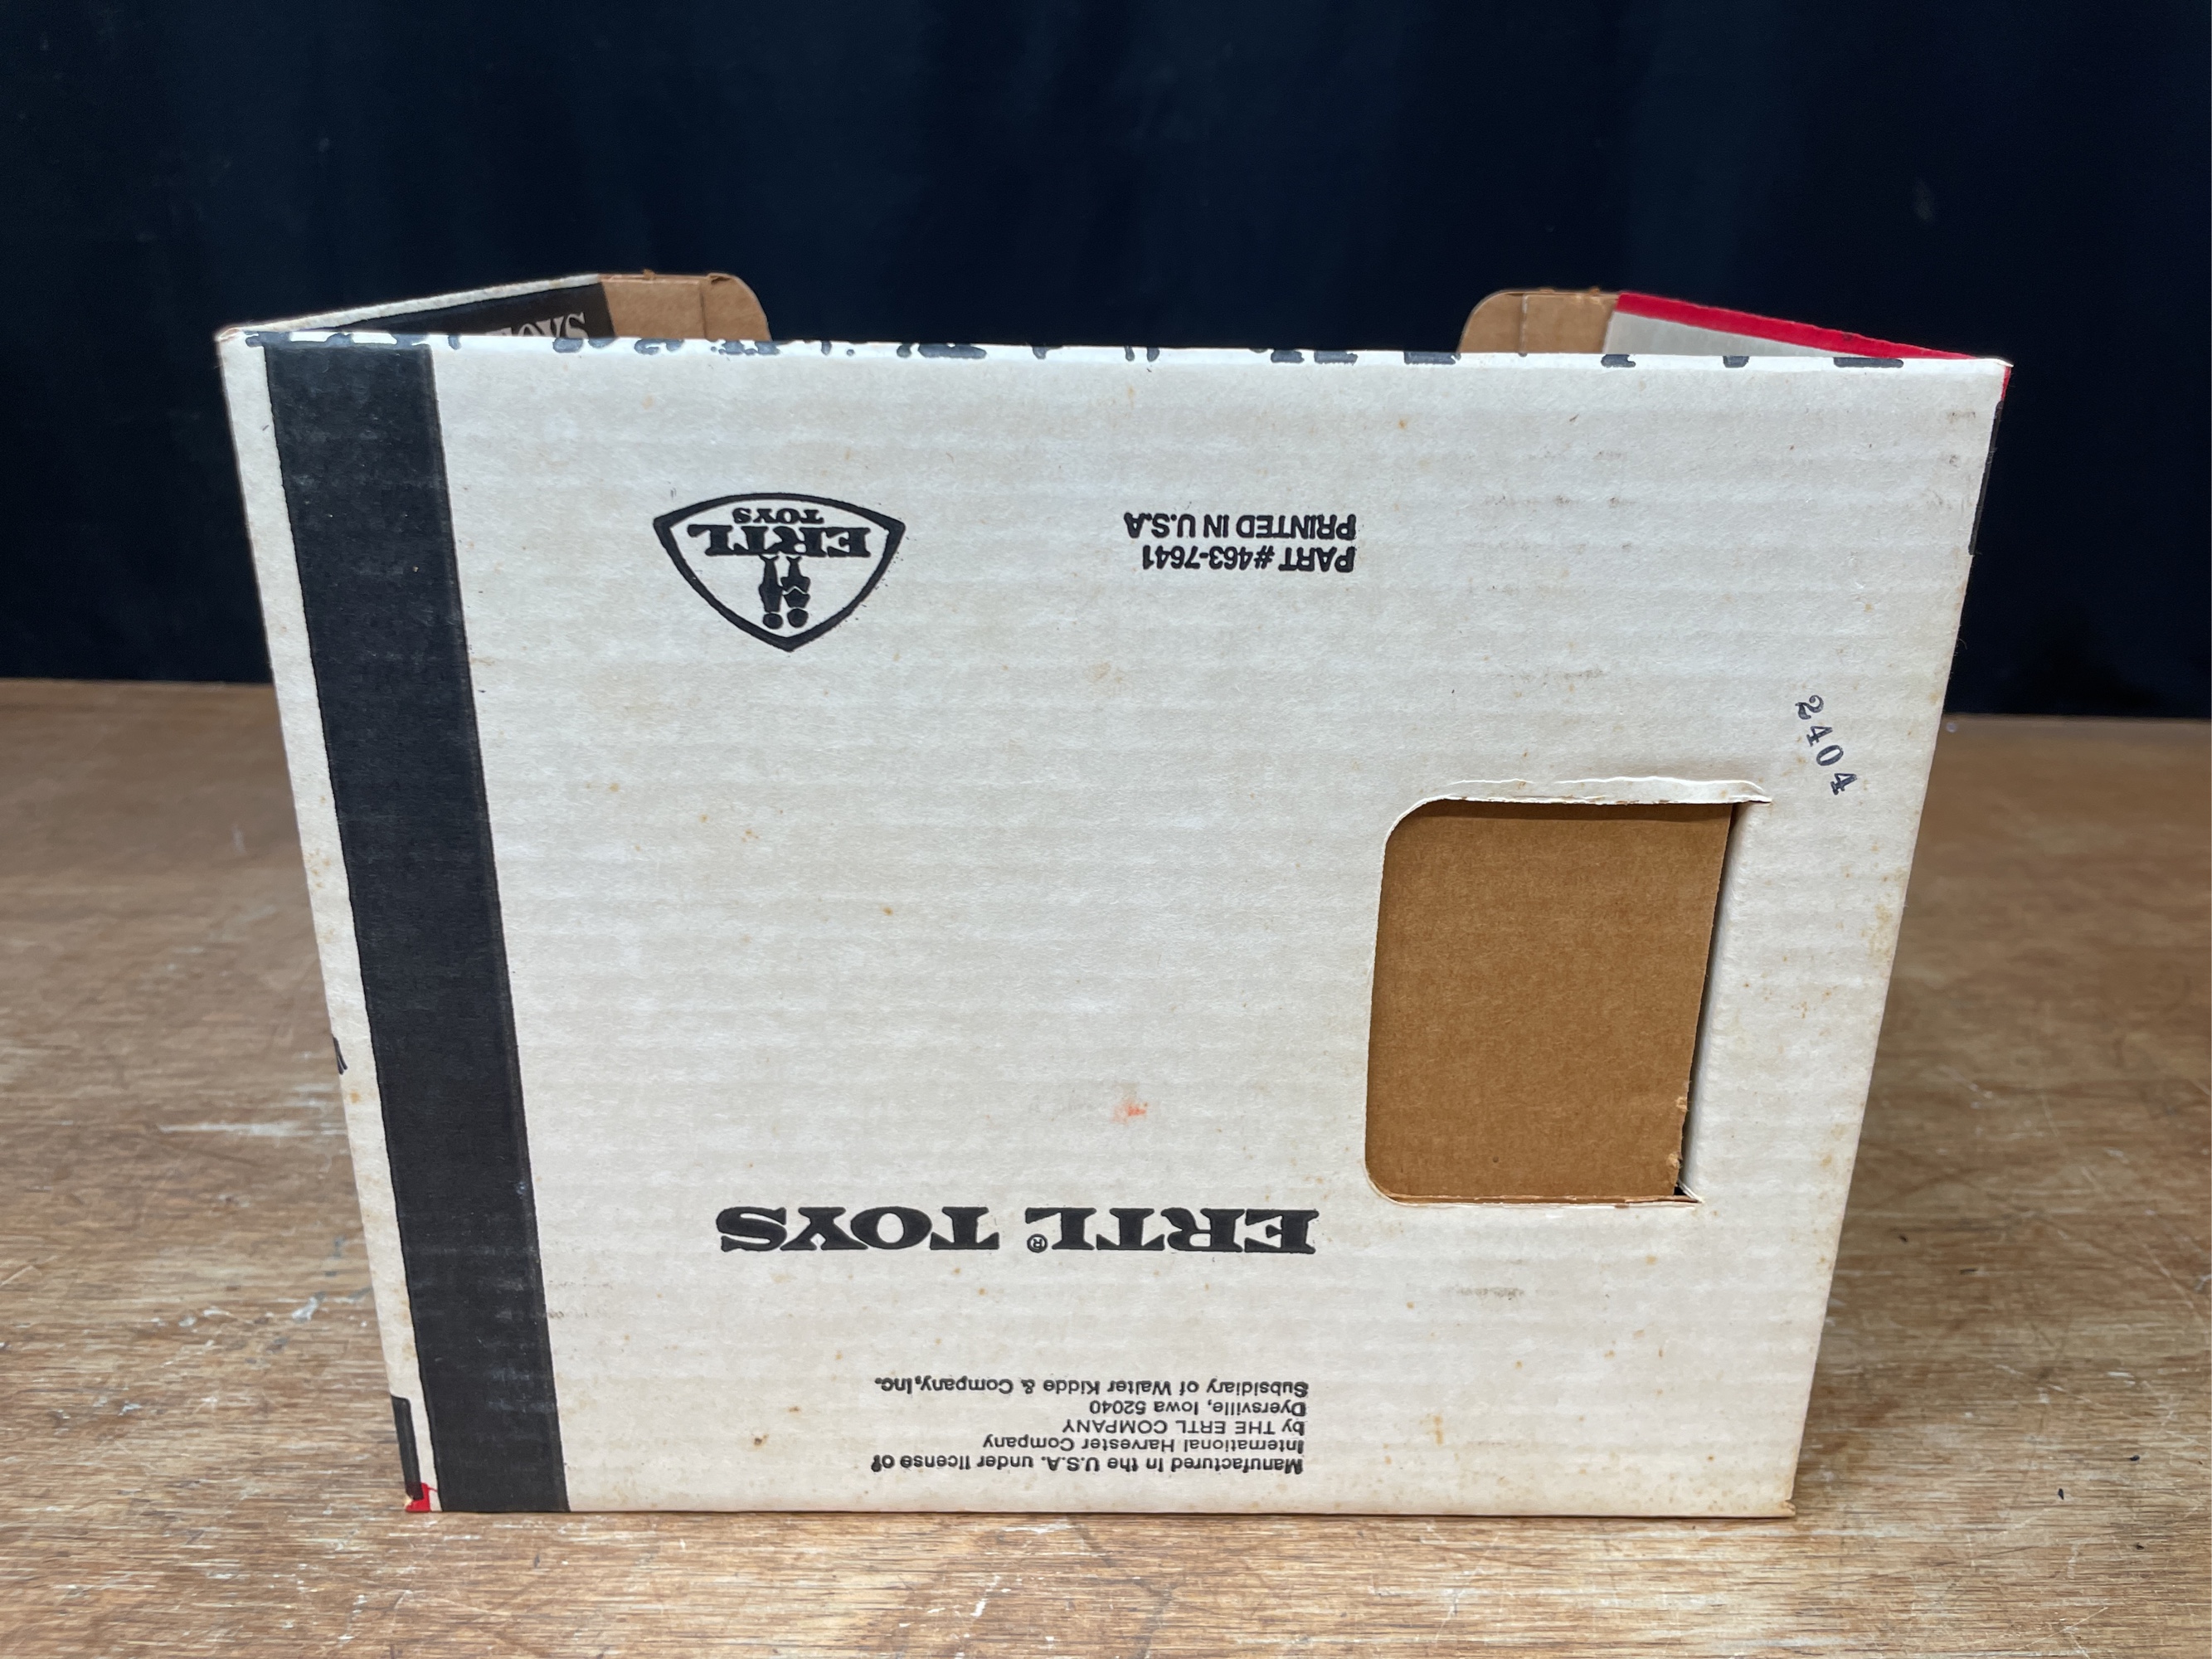 Manufactured in the U.S.A. under license of
International Harvester Company
by THE ERTL COMPANY
Dyersville, Iowa 52040
Subsidiary of Walter Kidde & Company, Inc.
ERTL® TOYS
PART #463-7641
PRINTED IN U.S.A
ERTL
TOYS
2404
TOYS